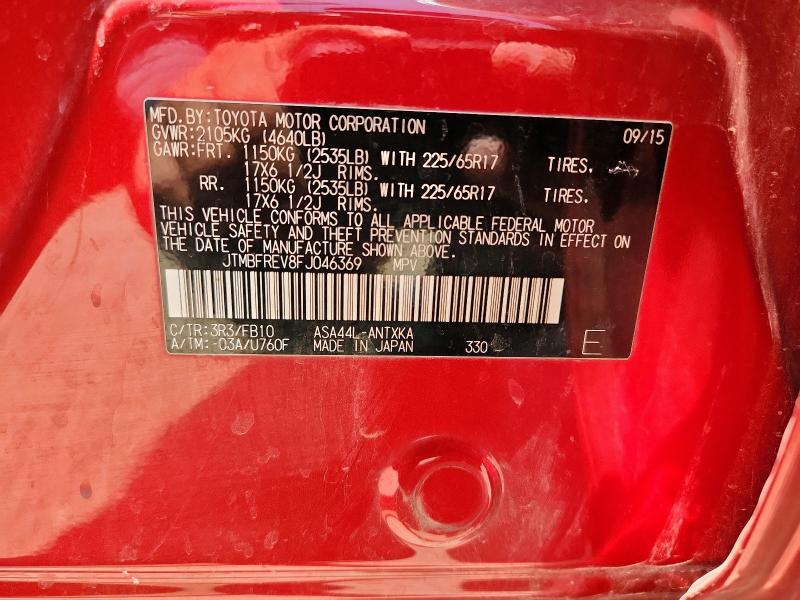 MFD.BY:TOYOTA MOTOR CORPORATION 09/15
GVWR:2105KG (4640LB)
GAWR:FRT. 1150KG (2535LB) WITH 225/65R17 TIRES,
17X6 1/2J RIMS.
RR. 1150KG (2535LB) WITH 225/65R17 TIRES.
17X6 1/2J RIMS.
THIS VEHICLE CONFORMS TO ALL APPLICABLE FEDERAL MOTOR
VEHICLE SAFETY AND THEFT PREVENTION STANDARDS IN EFFECT ON
THE DATE OF MANUFACTURE SHOWN ABOVE.
JTMBFREV8FJ046369 MPV
C/TR:3R3/FB10 ASA44L-ANTXKA
A/TM:-03A/U760F MADE IN JAPAN 330 E